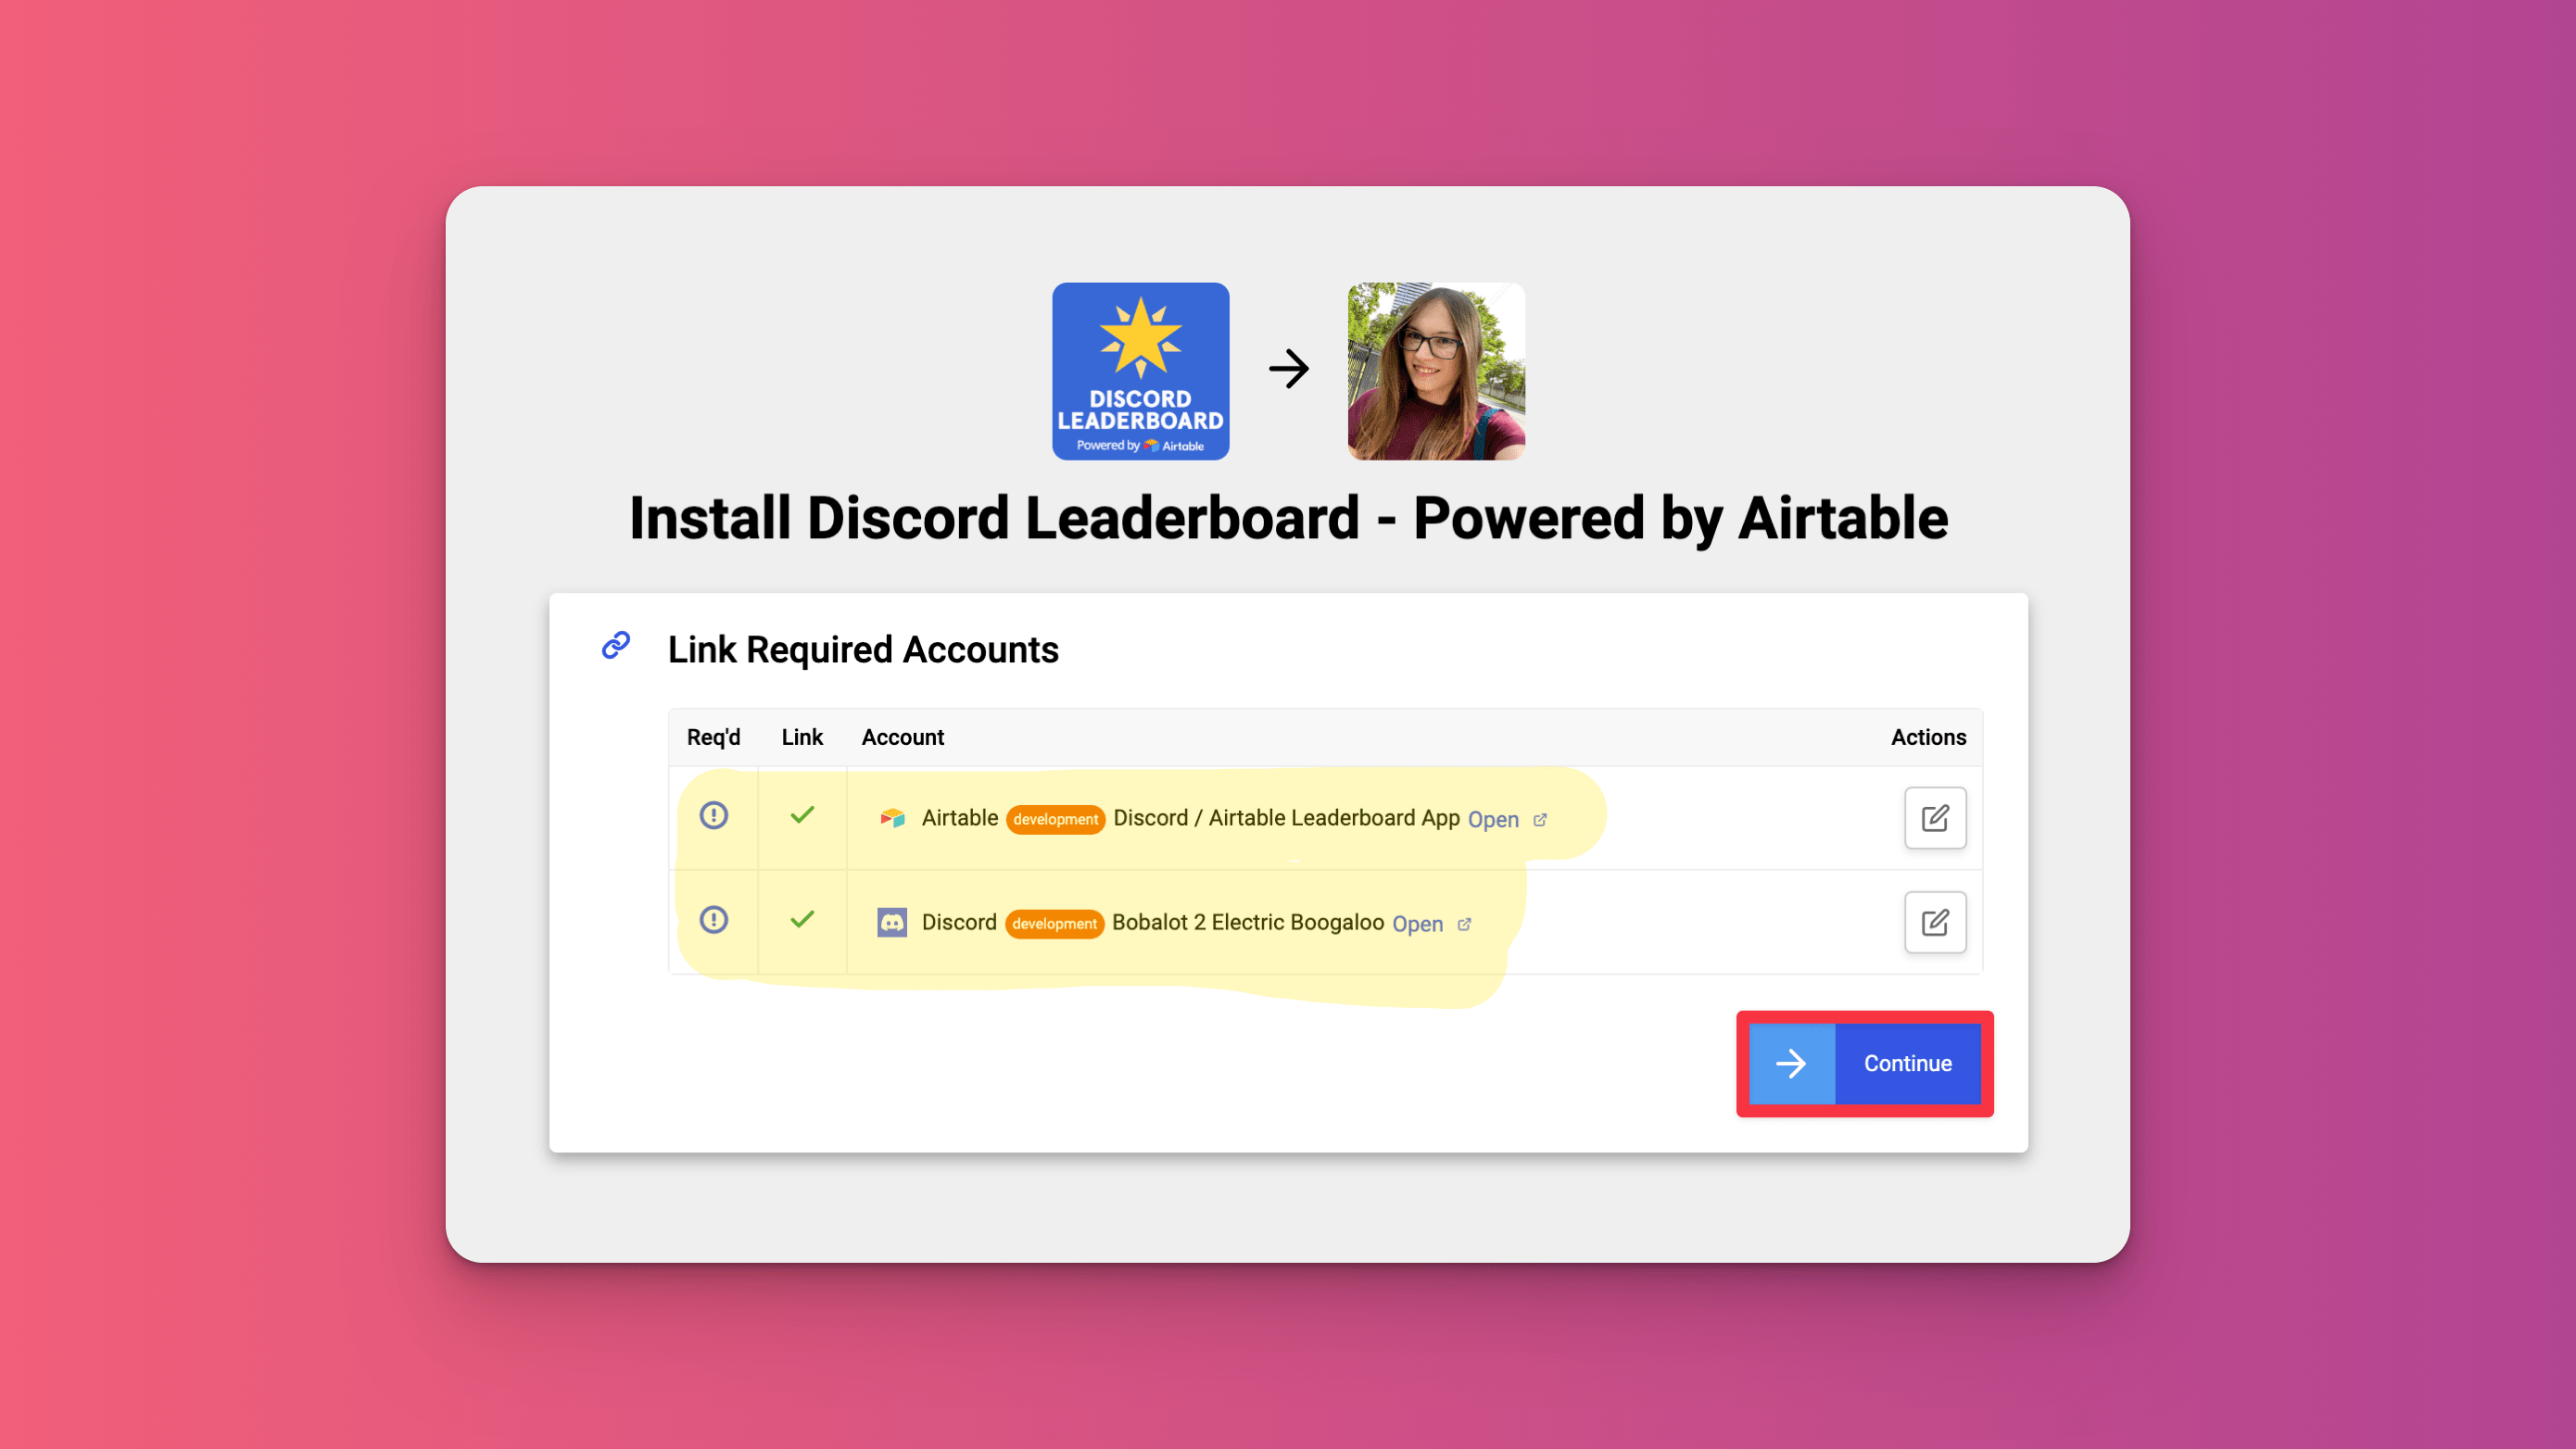 DISCORD
LEADERBOARD
Powered by Airtable
Install Discord Leaderboard - Powered by Airtable
Link Required Accounts
Req'd Link Account Actions
Airtable development Discord / Airtable Leaderboard App Open
Discord development Bobalot 2 Electric Boogaloo Open
Continue